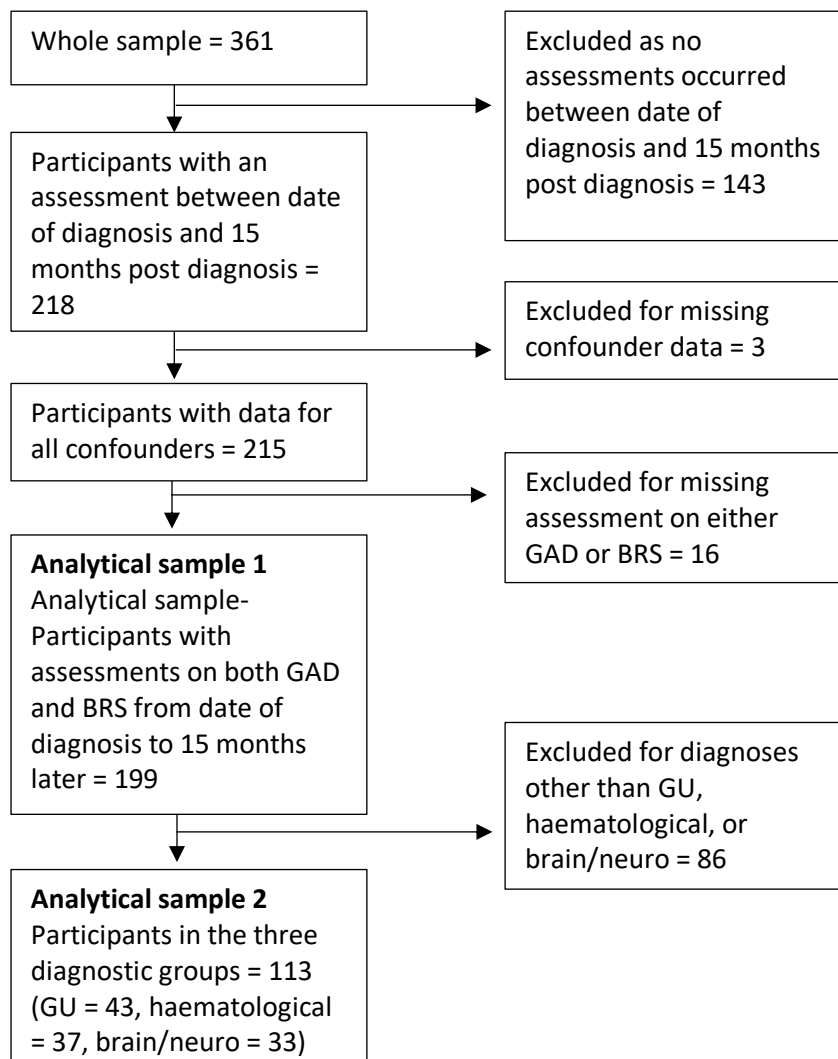 Whole sample = 361
Excluded as no
assessments occurred
between date of
diagnosis and 15 months
post diagnosis = 143
Participants with an
assessment between date
of diagnosis and 15
months post diagnosis =
218
Excluded for missing
confounder data = 3
Participants with data for
all confounders = 215
Excluded for missing
assessment on either
GAD or BRS = 16
Analytical sample 1
Analytical sample-
Participants with
assessments on both GAD
and BRS from date of
diagnosis to 15 months
later = 199
Excluded for diagnoses
other than GU,
haematological, or
brain/neuro = 86
Analytical sample 2
Participants in the three
diagnostic groups = 113
(GU = 43, haematological
= 37, brain/neuro = 33)